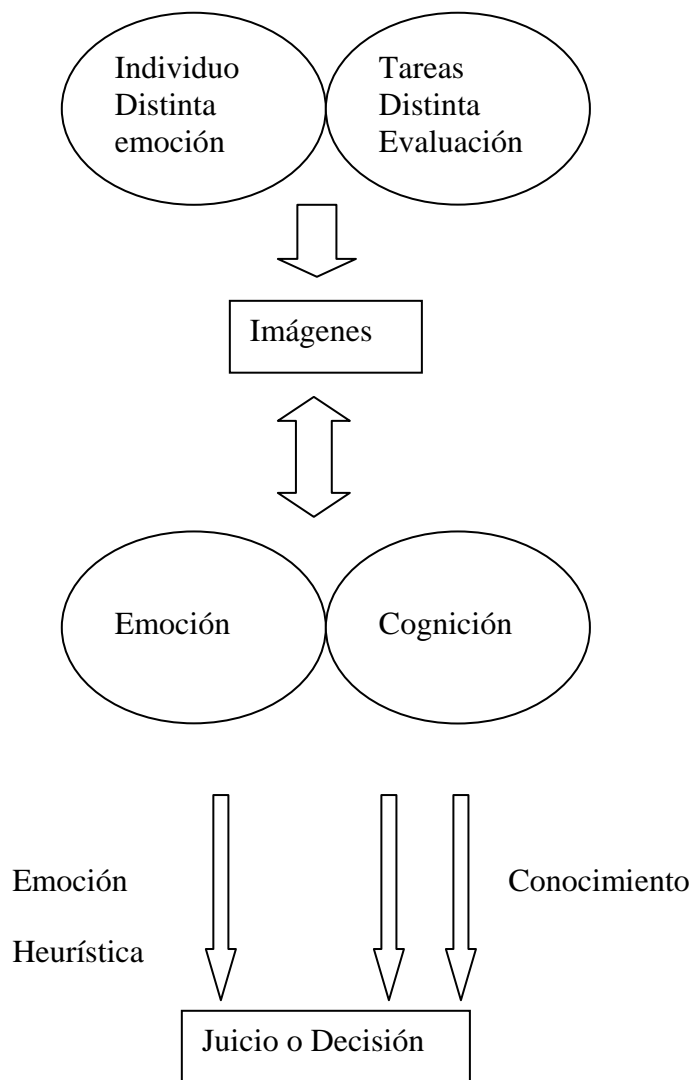 Individuo
Distinta
emoción
Tareas
Distinta
Evaluación
Imágenes
Emoción
Cognición
Emoción
Heurística
Conocimiento
Juicio o Decisión